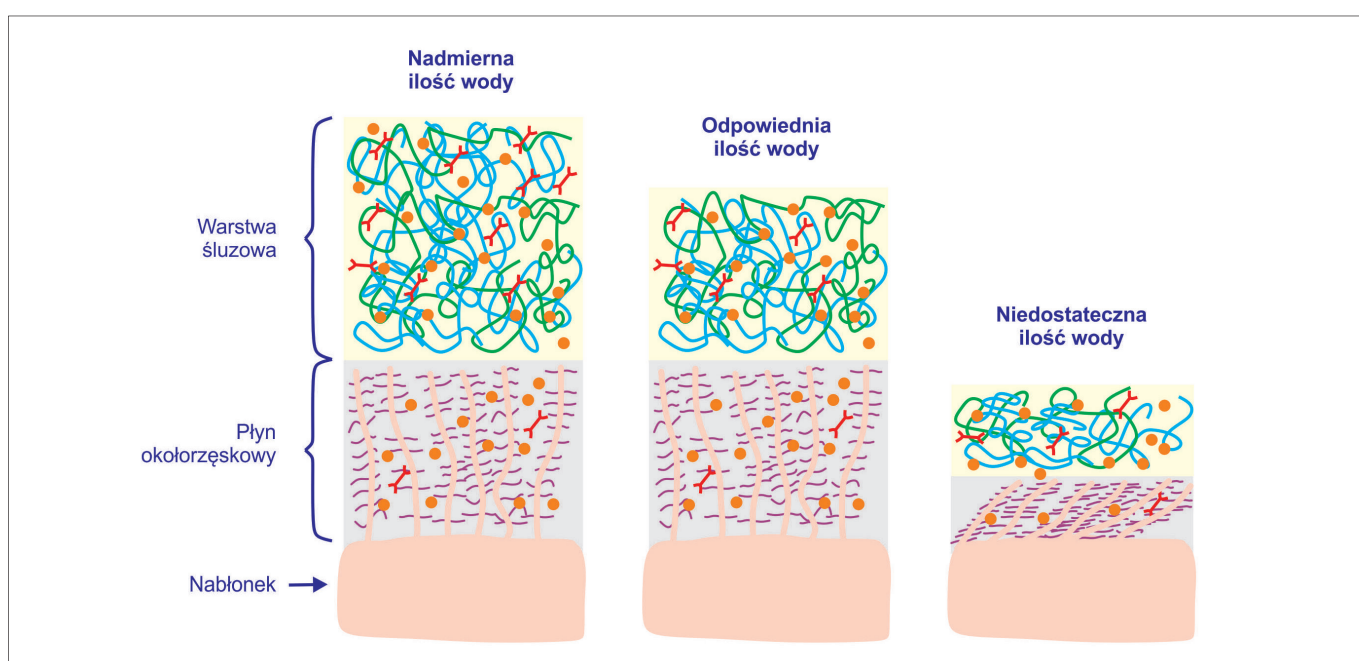 Nadmierna
ilość wody
Odpowiednia
ilość wody
Warstwa
śluzowa
Niedostateczna
ilość wody
Płyn
okołorzęskowy
Nabłonek